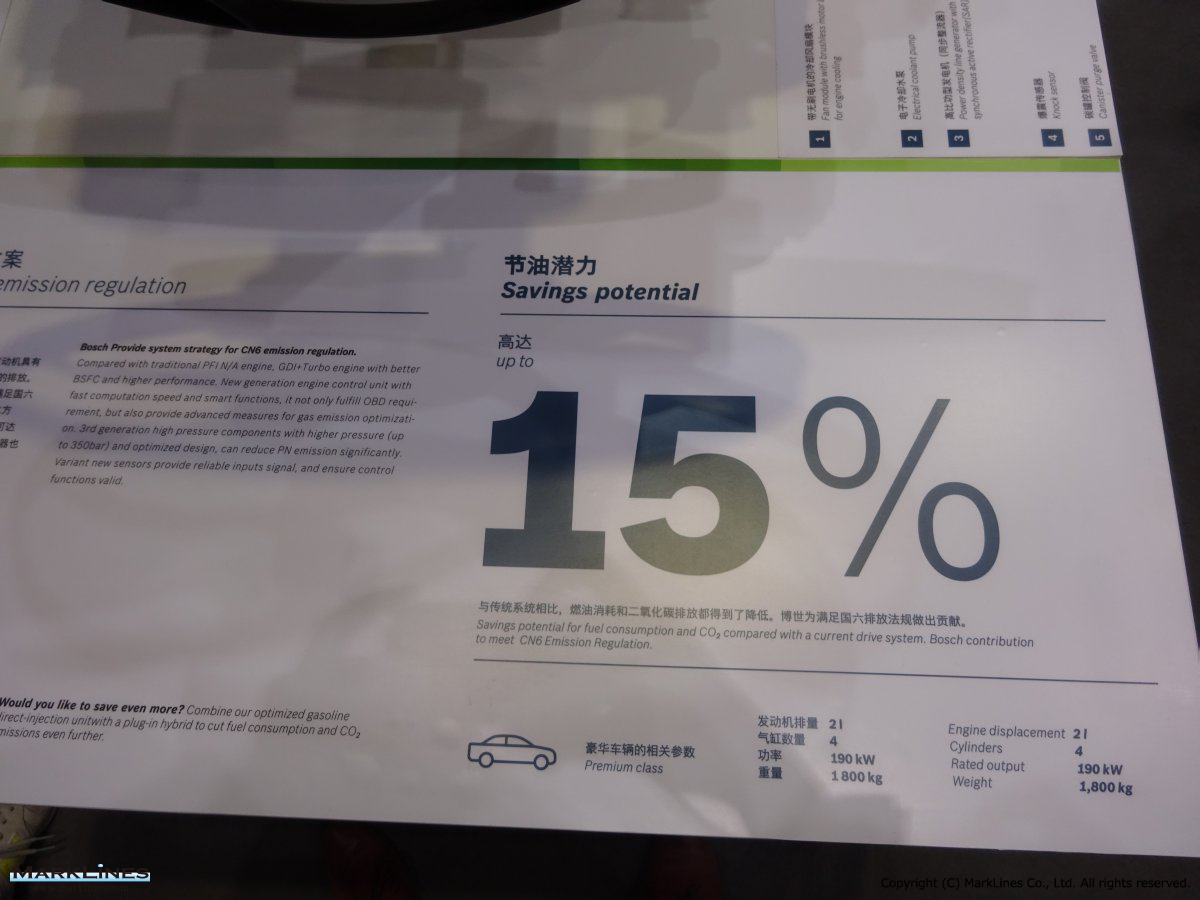 1 带无刷电机的冷却风扇模块
Fan module with brushless motor
for engine cooling
2 电子冷却水泵
Electrical coolant pump
3 高比功型发电机（同步整流器）
Power density line generator with
synchronous active rectifier(SAR)
4 爆震传感器
Knock sensor
5 碳罐控制阀
Canister purge valve
案
emission regulation
动机具有
的排放。
满足国六
方
可达
器也
Bosch Provide system strategy for CN6 emission regulation.
Compared with traditional PFI N/A engine, GDI+Turbo engine with better
BSFC and higher performance. New generation engine control unit with
fast computation speed and smart functions, it not only fulfill OBD requi-
rement, but also provide advanced measures for gas emission optimizati-
on. 3rd generation high pressure components with higher pressure (up
to 350bar) and optimized design, can reduce PN emission significantly.
Variant new sensors provide reliable inputs signal, and ensure control
functions valid.
Would you like to save even more? Combine our optimized gasoline
direct-injection unitwith a plug-in hybrid to cut fuel consumption and CO₂
missions even further.
节油潜力
Savings potential
高达
up to
15%
与传统系统相比，燃油消耗和二氧化碳排放都得到了降低。博世为满足国六排放法规做出贡献。
Savings potential for fuel consumption and CO₂ compared with a current drive system. Bosch contribution
to meet CN6 Emission Regulation.
豪华车辆的相关参数
Premium class
发动机排量 2 l
气缸数量 4
功率 190 kW
重量 1 800 kg
Engine displacement 2 l
Cylinders 4
Rated output 190 kW
Weight 1,800 kg
MARKLINES
Copyright (C) MarkLines Co., Ltd. All rights reserved.